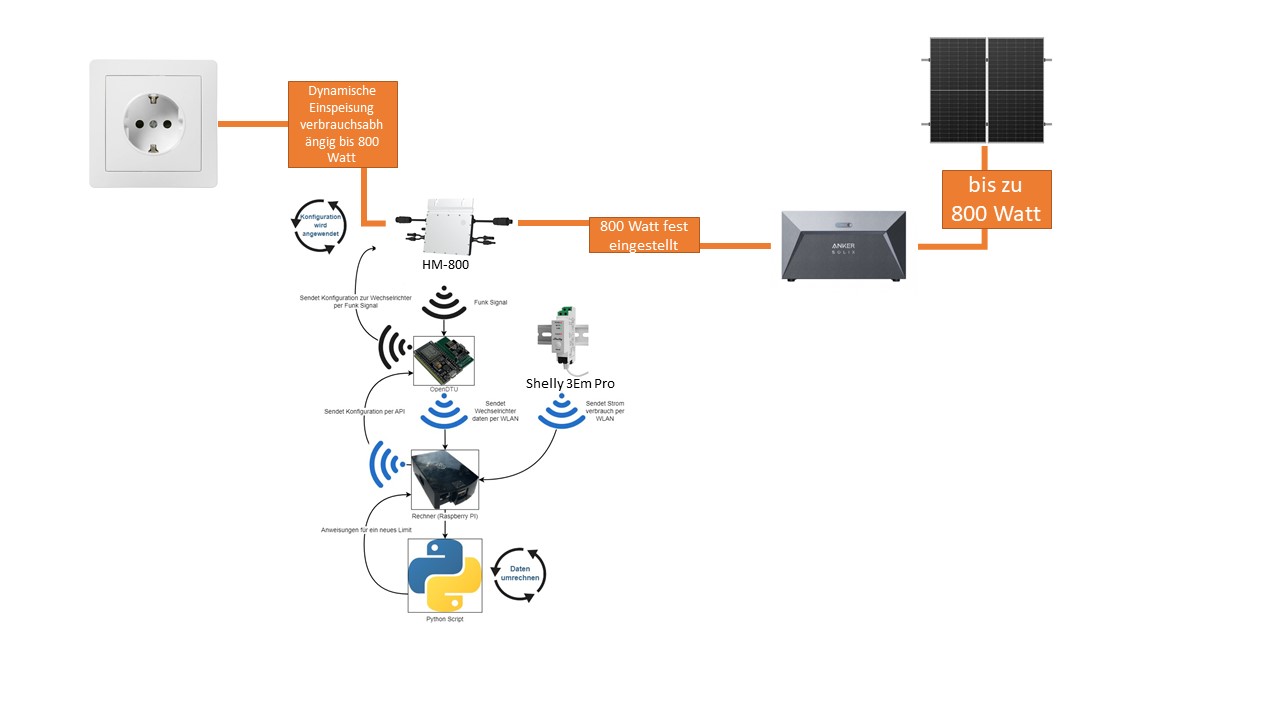 Dynamische
Einspeisung
verbrauchsabh
ängig bis 800
Watt
bis zu
800 Watt
Konfiguration
wird
angewendet
800 Watt fest
eingestellt
ANKER
SOLIX
HM-800
Sendet Konfiguration zur Wechseirichter
per Funk Signal
Funk Signal
OpenDTU
Shelly 3Em Pro
Sendet Konfiguration per API
Sendet
Wechselrichter
daten per WLAN
Sendet Strom
verbrauch per
WLAN
Rechner (Raspberry PI)
Anweisungen für ein neues Limit
Daten
umrechnen
Python Script